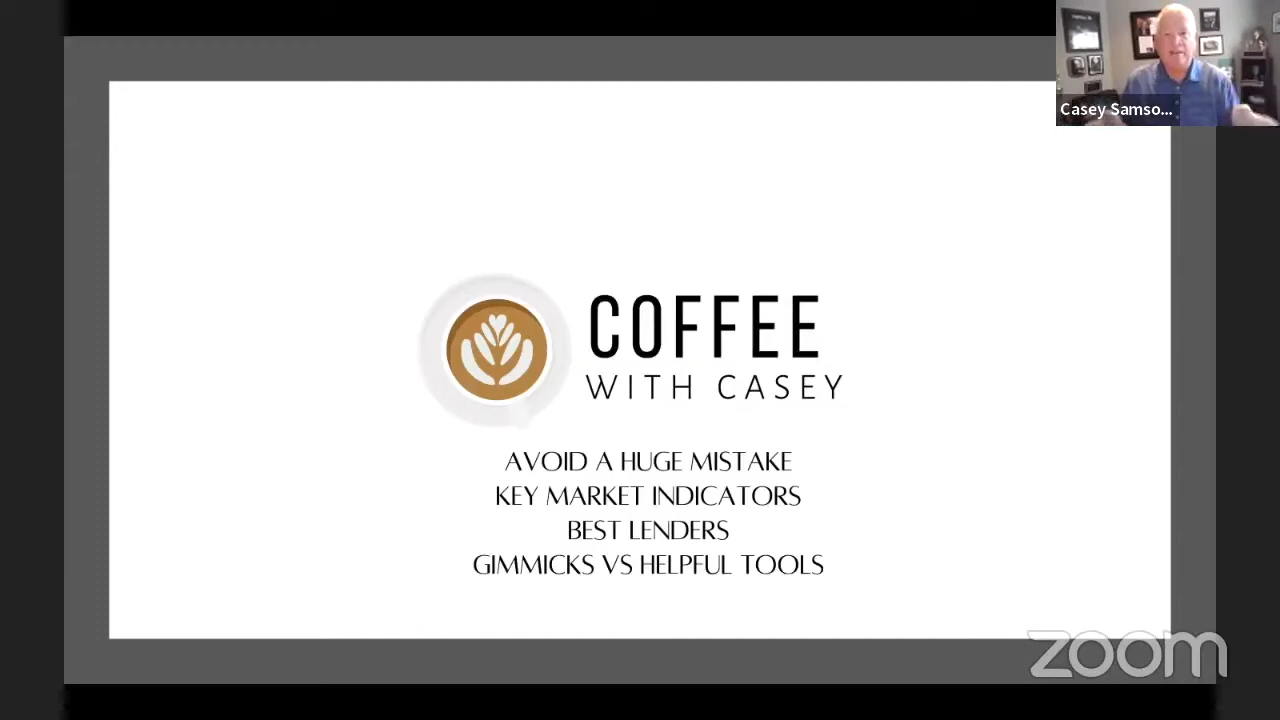 Casey Samso...
COFFEE
WITH CASEY
AVOID A HUGE MISTAKE
KEY MARKET INDICATORS
BEST LENDERS
GIMMICKS VS HELPFUL TOOLS
zoom